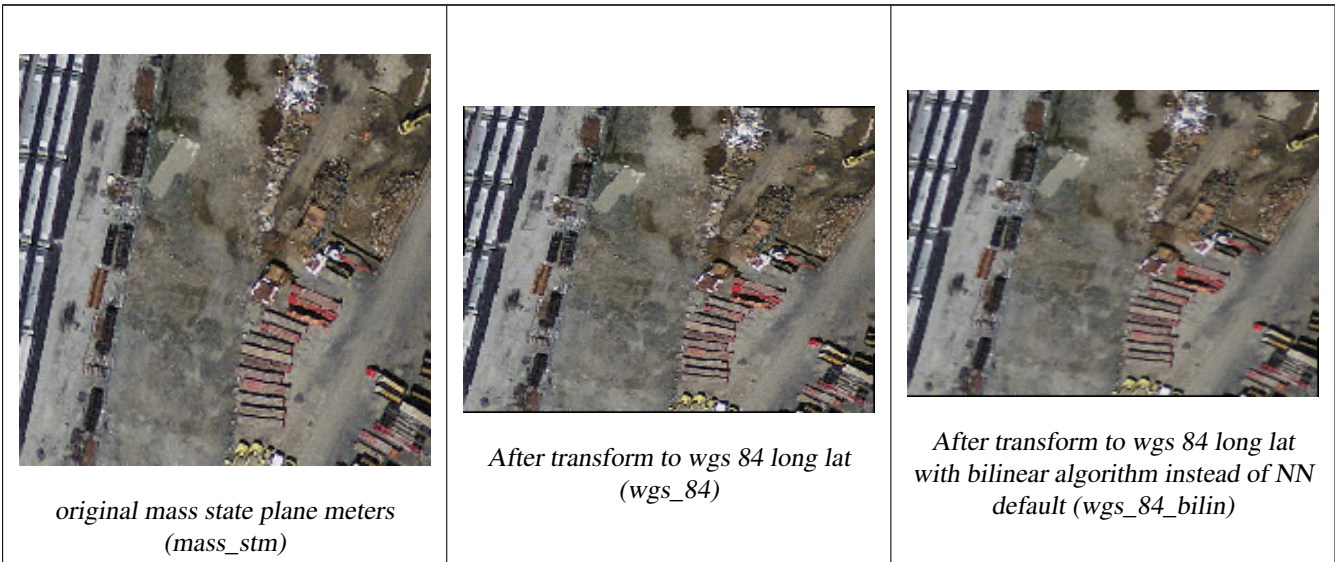 original mass state plane meters
(mass_stm)
After transform to wgs 84 long lat
(wgs_84)
After transform to wgs 84 long lat
with bilinear algorithm instead of NN
default (wgs_84_bilin)